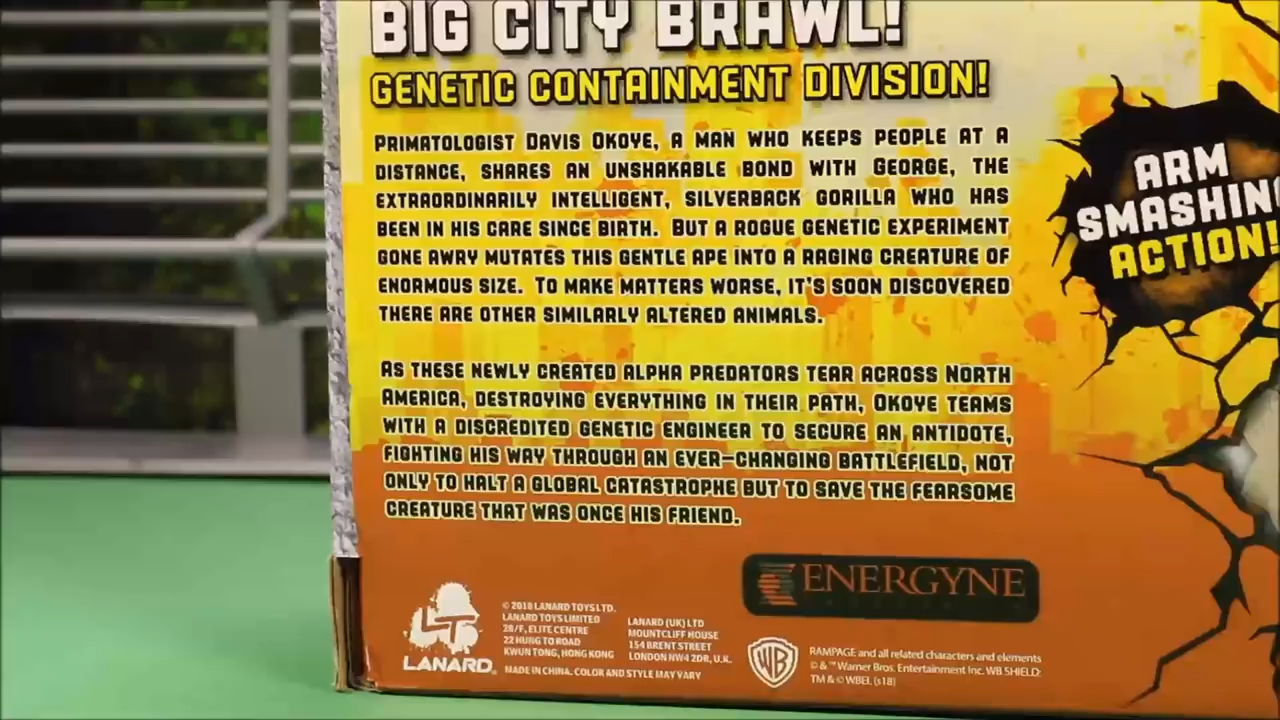 BIG CITY BRAWL!
GENETIC CONTAINMENT DIVISION!
PRIMATOLOGIST DAVIS OKOYE, A MAN WHO KEEPS PEOPLE AT A
DISTANCE, SHARES AN UNSHAKABLE BOND WITH GEORGE, THE
EXTRAORDINARILY INTELLIGENT, SILVERBACK GORILLA WHO HAS
BEEN IN HIS CARE SINCE BIRTH. BUT A ROGUE GENETIC EXPERIMENT
GONE AWRY MUTATES THIS GENTLE APE INTO A RAGING CREATURE OF
ENORMOUS SIZE. TO MAKE MATTERS WORSE, IT'S SOON DISCOVERED
THERE ARE OTHER SIMILARLY ALTERED ANIMALS.
AS THESE NEWLY CREATED ALPHA PREDATORS TEAR ACROSS NORTH
AMERICA, DESTROYING EVERYTHING IN THEIR PATH, OKOYE TEAMS
WITH A DISCREDITED GENETIC ENGINEER TO SECURE AN ANTIDOTE,
FIGHTING HIS WAY THROUGH AN EVER-CHANGING BATTLEFIELD, NOT
ONLY TO HALT A GLOBAL CATASTROPHE BUT TO SAVE THE FEARSOME
CREATURE THAT WAS ONCE HIS FRIEND.
ARM
SMASHING
ACTION!
ENERGYNE
LT
LANARD
© 2018 LANARD TOYS LTD.
LANARD TOYS LIMITED
28/F, ELITE CENTRE
22 HUNG TO ROAD
KWUN TONG, HONG KONG
LANARD (UK) LTD
MOUNTCLIFF HOUSE
154 BRENT STREET
LONDON NW4 2DR, U.K.
MADE IN CHINA. COLOR AND STYLE MAY VARY
WB
RAMPAGE and all related characters and elements
© & ™ Warner Bros. Entertainment Inc. WB SHIELD:
TM & © WBEI. (s18)